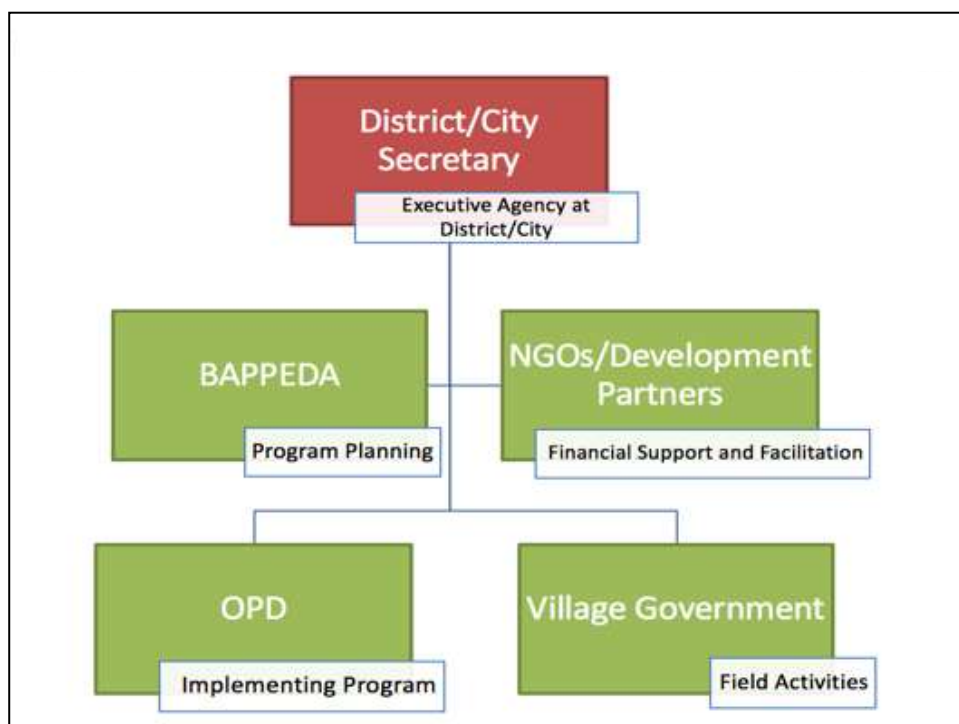 District/City
Secretary
Executive Agency at
District/City
BAPPEDA
Program Planning
NGOs/Development
Partners
Financial Support and Facilitation
OPD
Implementing Program
Village Government
Field Activities